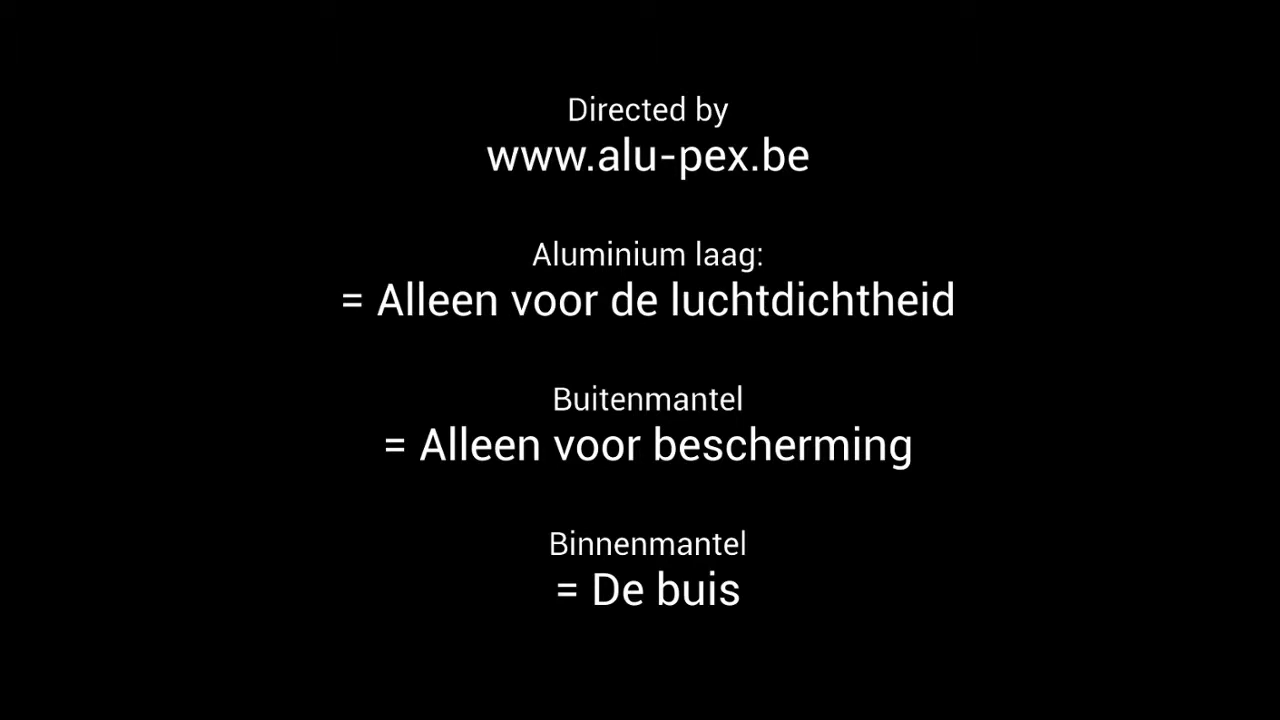 Directed by
www.alu-pex.be
Aluminium laag:
= Alleen voor de luchtdichtheid
Buitenmantel
= Alleen voor bescherming
Binnenmantel
= De buis